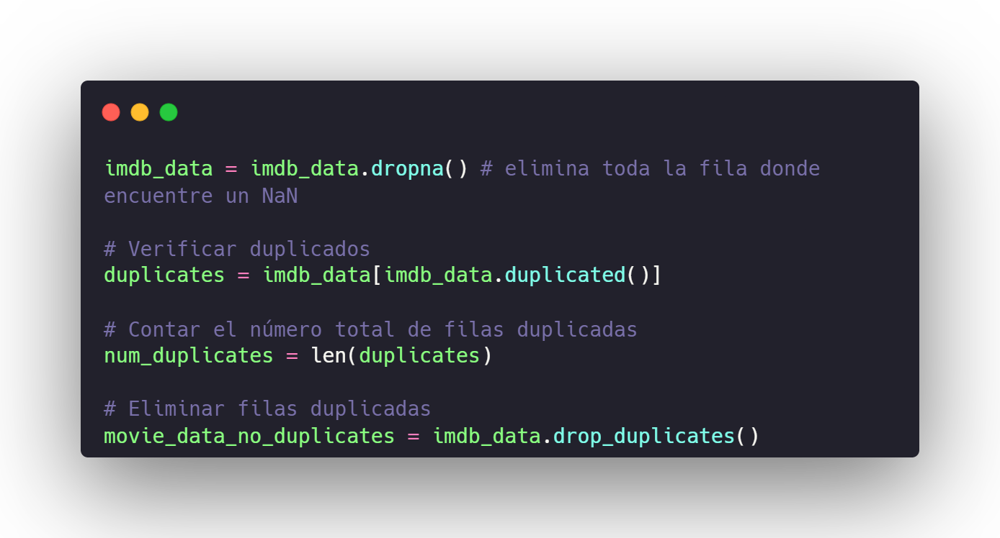 imdb_data = imdb_data.dropna() # elimina toda la fila donde
encuentre un NaN
# Verificar duplicados
duplicates = imdb_data[imdb_data.duplicated()]
# Contar el número total de filas duplicadas
num_duplicates = len(duplicates)
# Eliminar filas duplicadas
movie_data_no_duplicates = imdb_data.drop_duplicates()